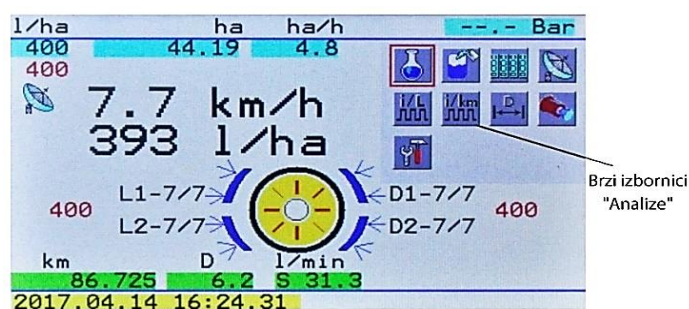 l/ha ha ha/h --.- Bar
400 44.19 4.8
400
7.7 km/h
393 l/ha
i/L i/km D
L1-7/7 D1-7/7
400 400
L2-7/7 D2-7/7
km D l/min
86.725 6.2 S 31.3
2017.04.14 16:24.31
Brzi izbornici
"Analize"